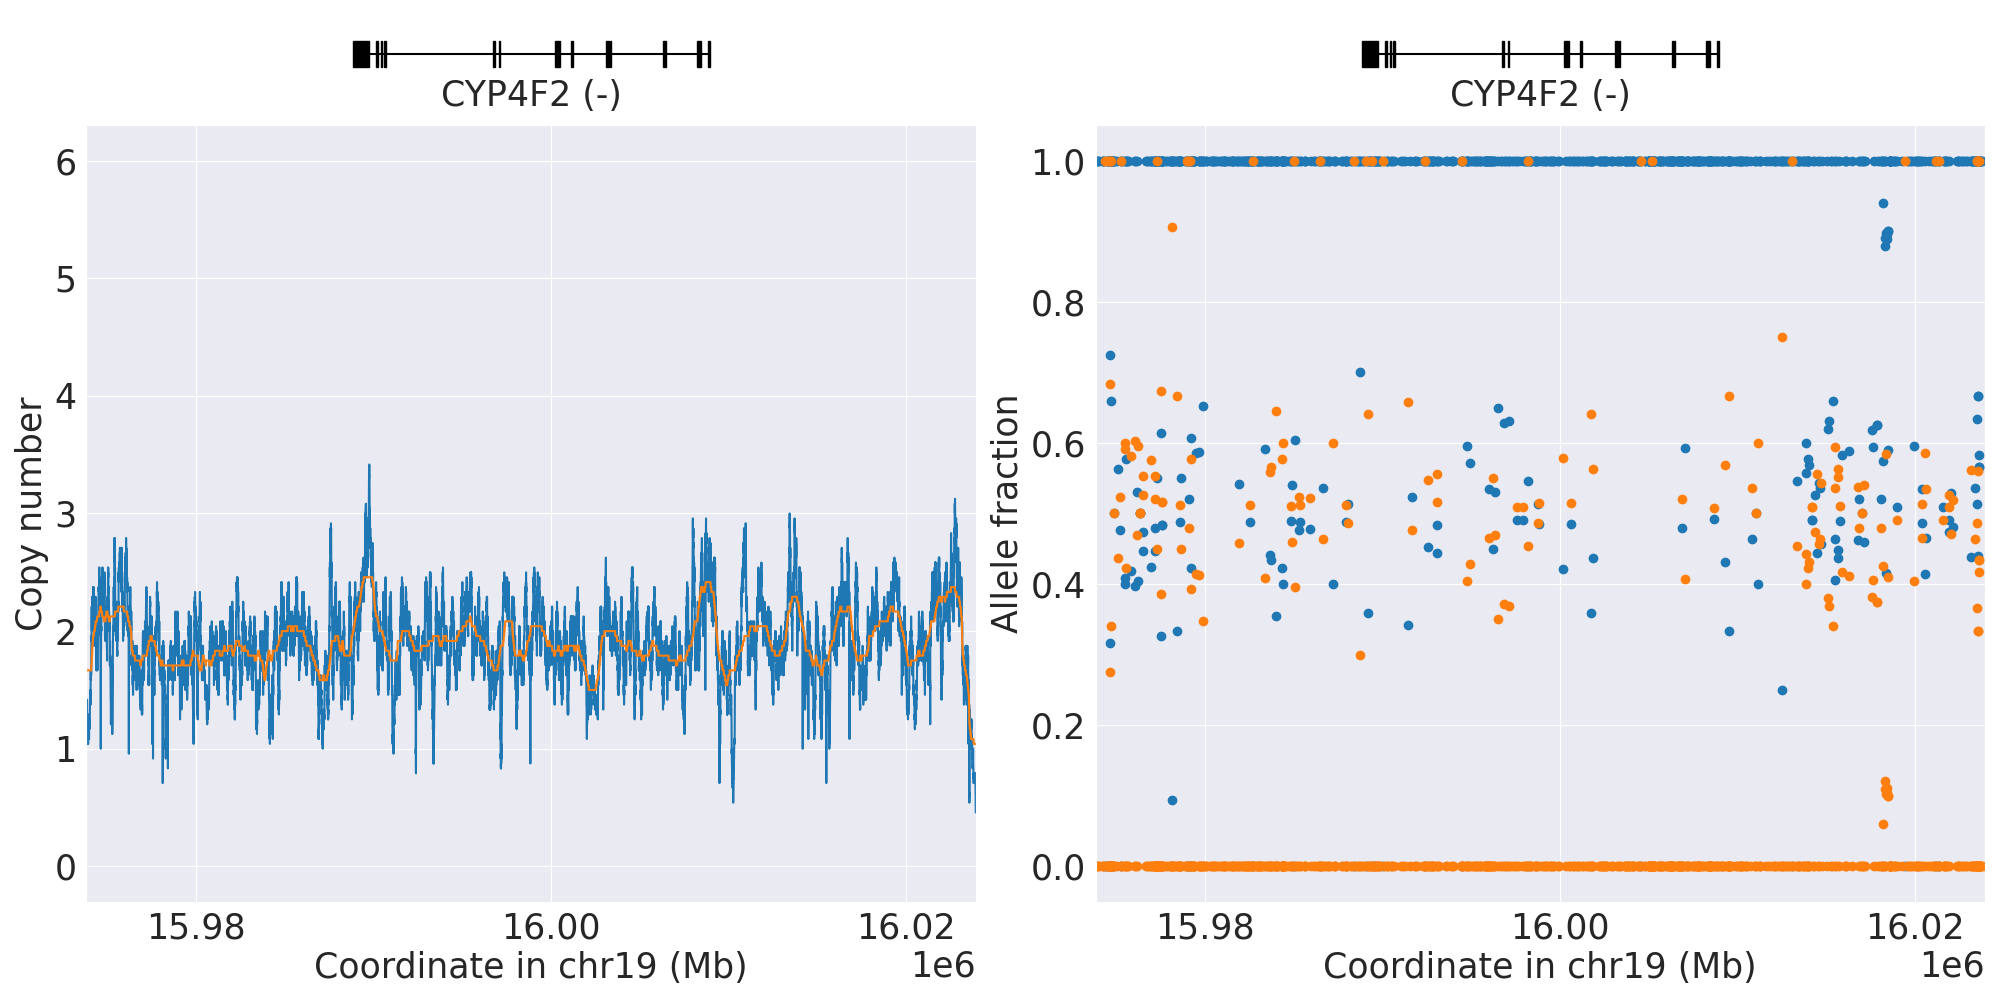 CYP4F2 (-)
Copy number
6
5
4
3
2
1
0
15.98
16.00
16.02
Coordinate in chr19 (Mb)
1e6
CYP4F2 (-)
Allele fraction
1.0
0.8
0.6
0.4
0.2
0.0
15.98
16.00
16.02
Coordinate in chr19 (Mb)
1e6